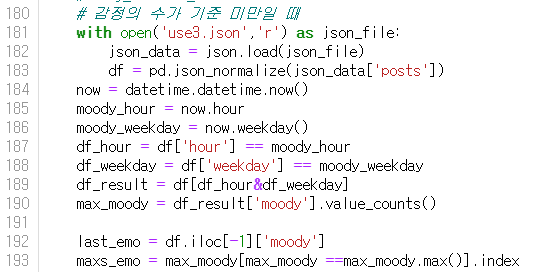 180 # 감정의 수가 기준 미만일 때
181 with open('use3.json','r') as json_file:
182 json_data = json.load(json_file)
183 df = pd.json_normalize(json_data['posts'])
184 now = datetime.datetime.now()
185 moody_hour = now.hour
186 moody_weekday = now.weekday()
187 df_hour = df['hour'] == moody_hour
188 df_weekday = df['weekday'] == moody_weekday
189 df_result = df[df_hour&df_weekday]
190 max_moody = df_result['moody'].value_counts()
191
192 last_emo = df.iloc[-1]['moody']
193 maxs_emo = max_moody[max_moody ==max_moody.max()].index